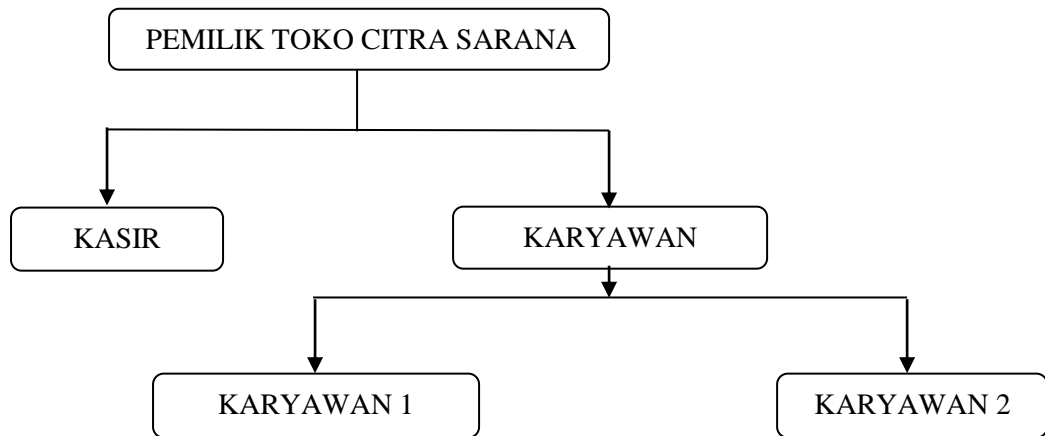 PEMILIK TOKO CITRA SARANA
KASIR
KARYAWAN
KARYAWAN 1
KARYAWAN 2